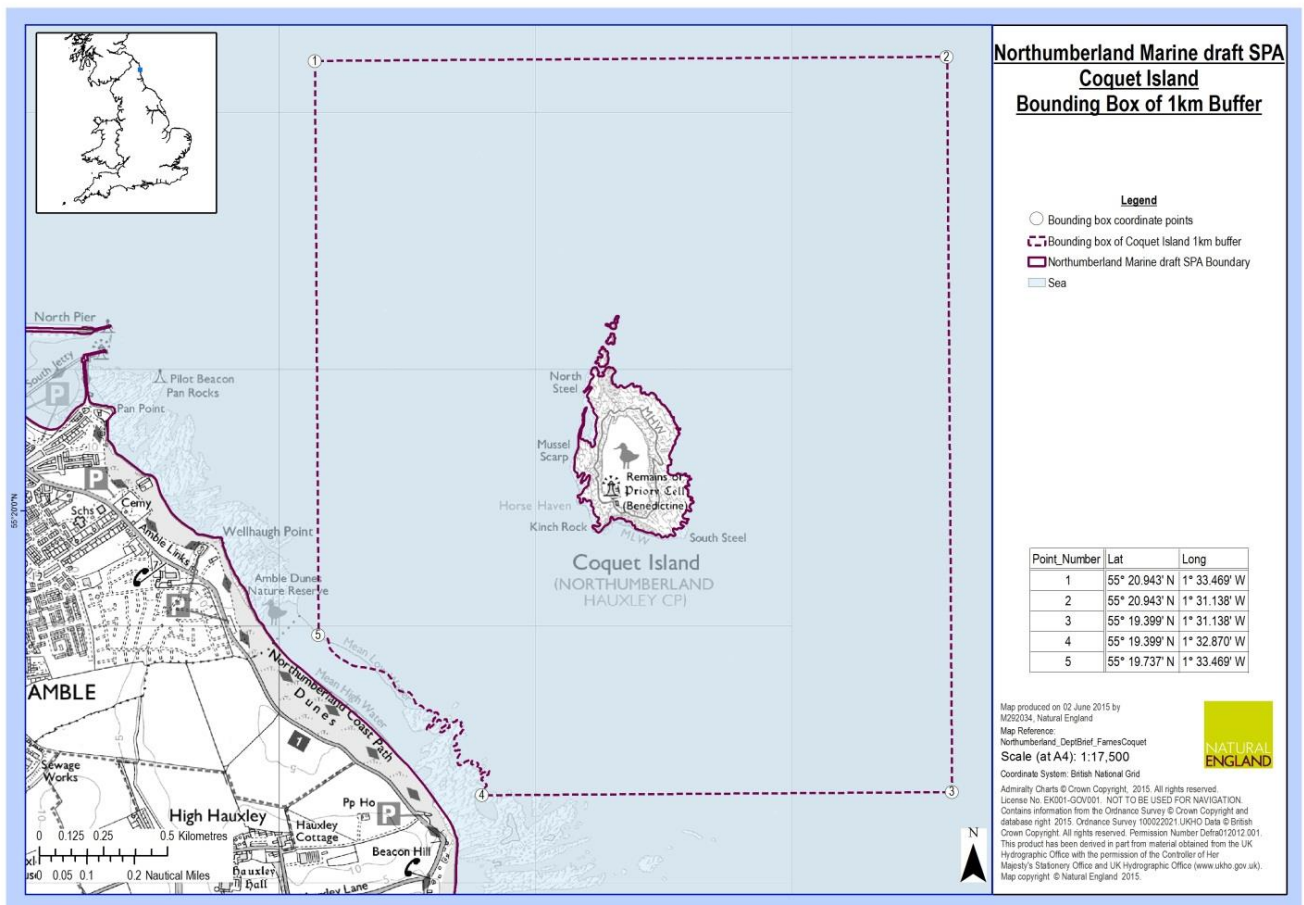 Northumberland Marine draft SPA
Coquet Island
Bounding Box of 1km Buffer
Legend
Bounding box coordinate points
Bounding box of Coquet Island 1km buffer
Northumberland Marine draft SPA Boundary
Sea
1
2
North Pier
South Jetty
P
Pilot Beacon
Pan Rocks
Pan Point
North
Steel
MHW
Mussel
Scarp
Remains of
Priory Cell
(Benedictine)
Horse Haven
Kinch Rock
MLW
South Steel
Coquet Island
(NORTHUMBERLAND
HAUXLEY CP)
55°20'0"N
P
Schs
Cemy
Amble Links
Wellhaugh Point
Amble Dunes
Nature Reserve
P
5
Mean Low
Mean High Water
Northumberland Coast Path
Dunes
AMBLE
1
Sewage
Works
4
3
High Hauxley
Pp Ho
P
Hauxley
Cottage
Beacon Hill
Hauxley
Hall
0 0.125 0.25 0.5 Kilometres
0 0.05 0.1 0.2 Nautical Miles
N
Point_Number Lat Long
1 55° 20.943' N 1° 33.469' W
2 55° 20.943' N 1° 31.138' W
3 55° 19.399' N 1° 31.138' W
4 55° 19.399' N 1° 32.870' W
5 55° 19.737' N 1° 33.469' W
Map produced on 02 June 2015 by
M292034, Natural England
Map Reference:
Northumberland_DeptBrief_FarnesCoquet
Scale (at A4): 1:17,500
Coordinate System: British National Grid
NATURAL
ENGLAND
Admiralty Charts © Crown Copyright, 2015. All rights reserved.
License No. EK001-GOV001. NOT TO BE USED FOR NAVIGATION.
Contains information from the Ordnance Survey © Crown Copyright and
database right 2015. Ordnance Survey 100022021.UKHO Data © British
Crown Copyright. All rights reserved. Permission Number Defra012012.001.
This product has been derived in part from material obtained from the UK
Hydrographic Office with the permission of the Controller of Her
Majesty's Stationery Office and UK Hydrographic Office (www.ukho.gov.uk).
Map copyright © Natural England 2015.